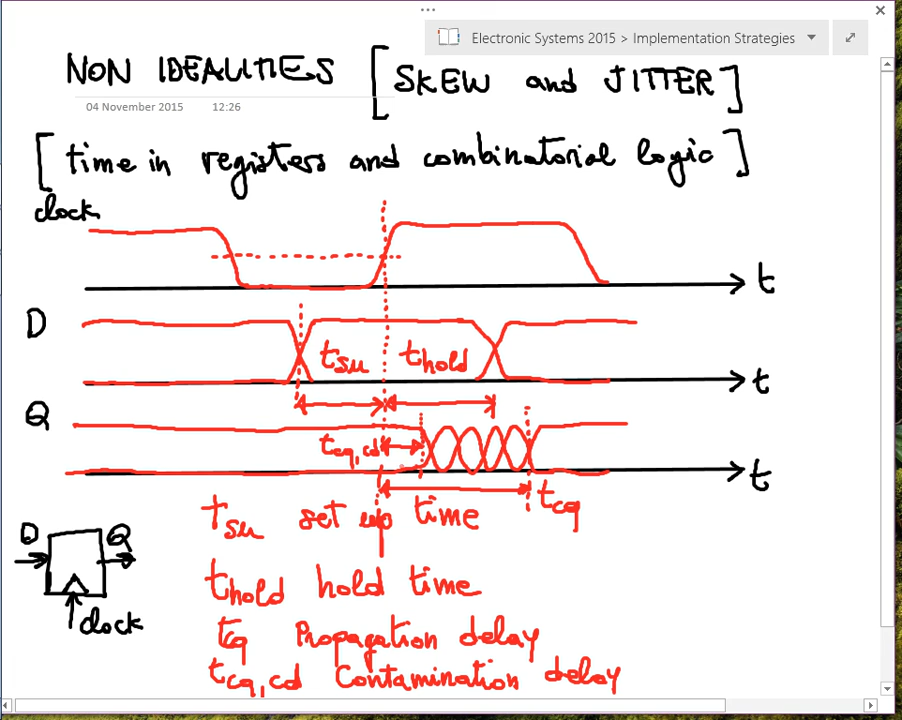 Electronic Systems 2015 > Implementation Strategies
NON IDEALITIES [SKEW and JITTER]
04 November 2015 12:26
[time in registers and combinatorial logic]
clock
t
D
tsu thold
t
Q
tcq,cd
t
tcq
tsu set up time
D Q
thold hold time
clock
tcq Propagation delay
tcq,cd Contamination delay